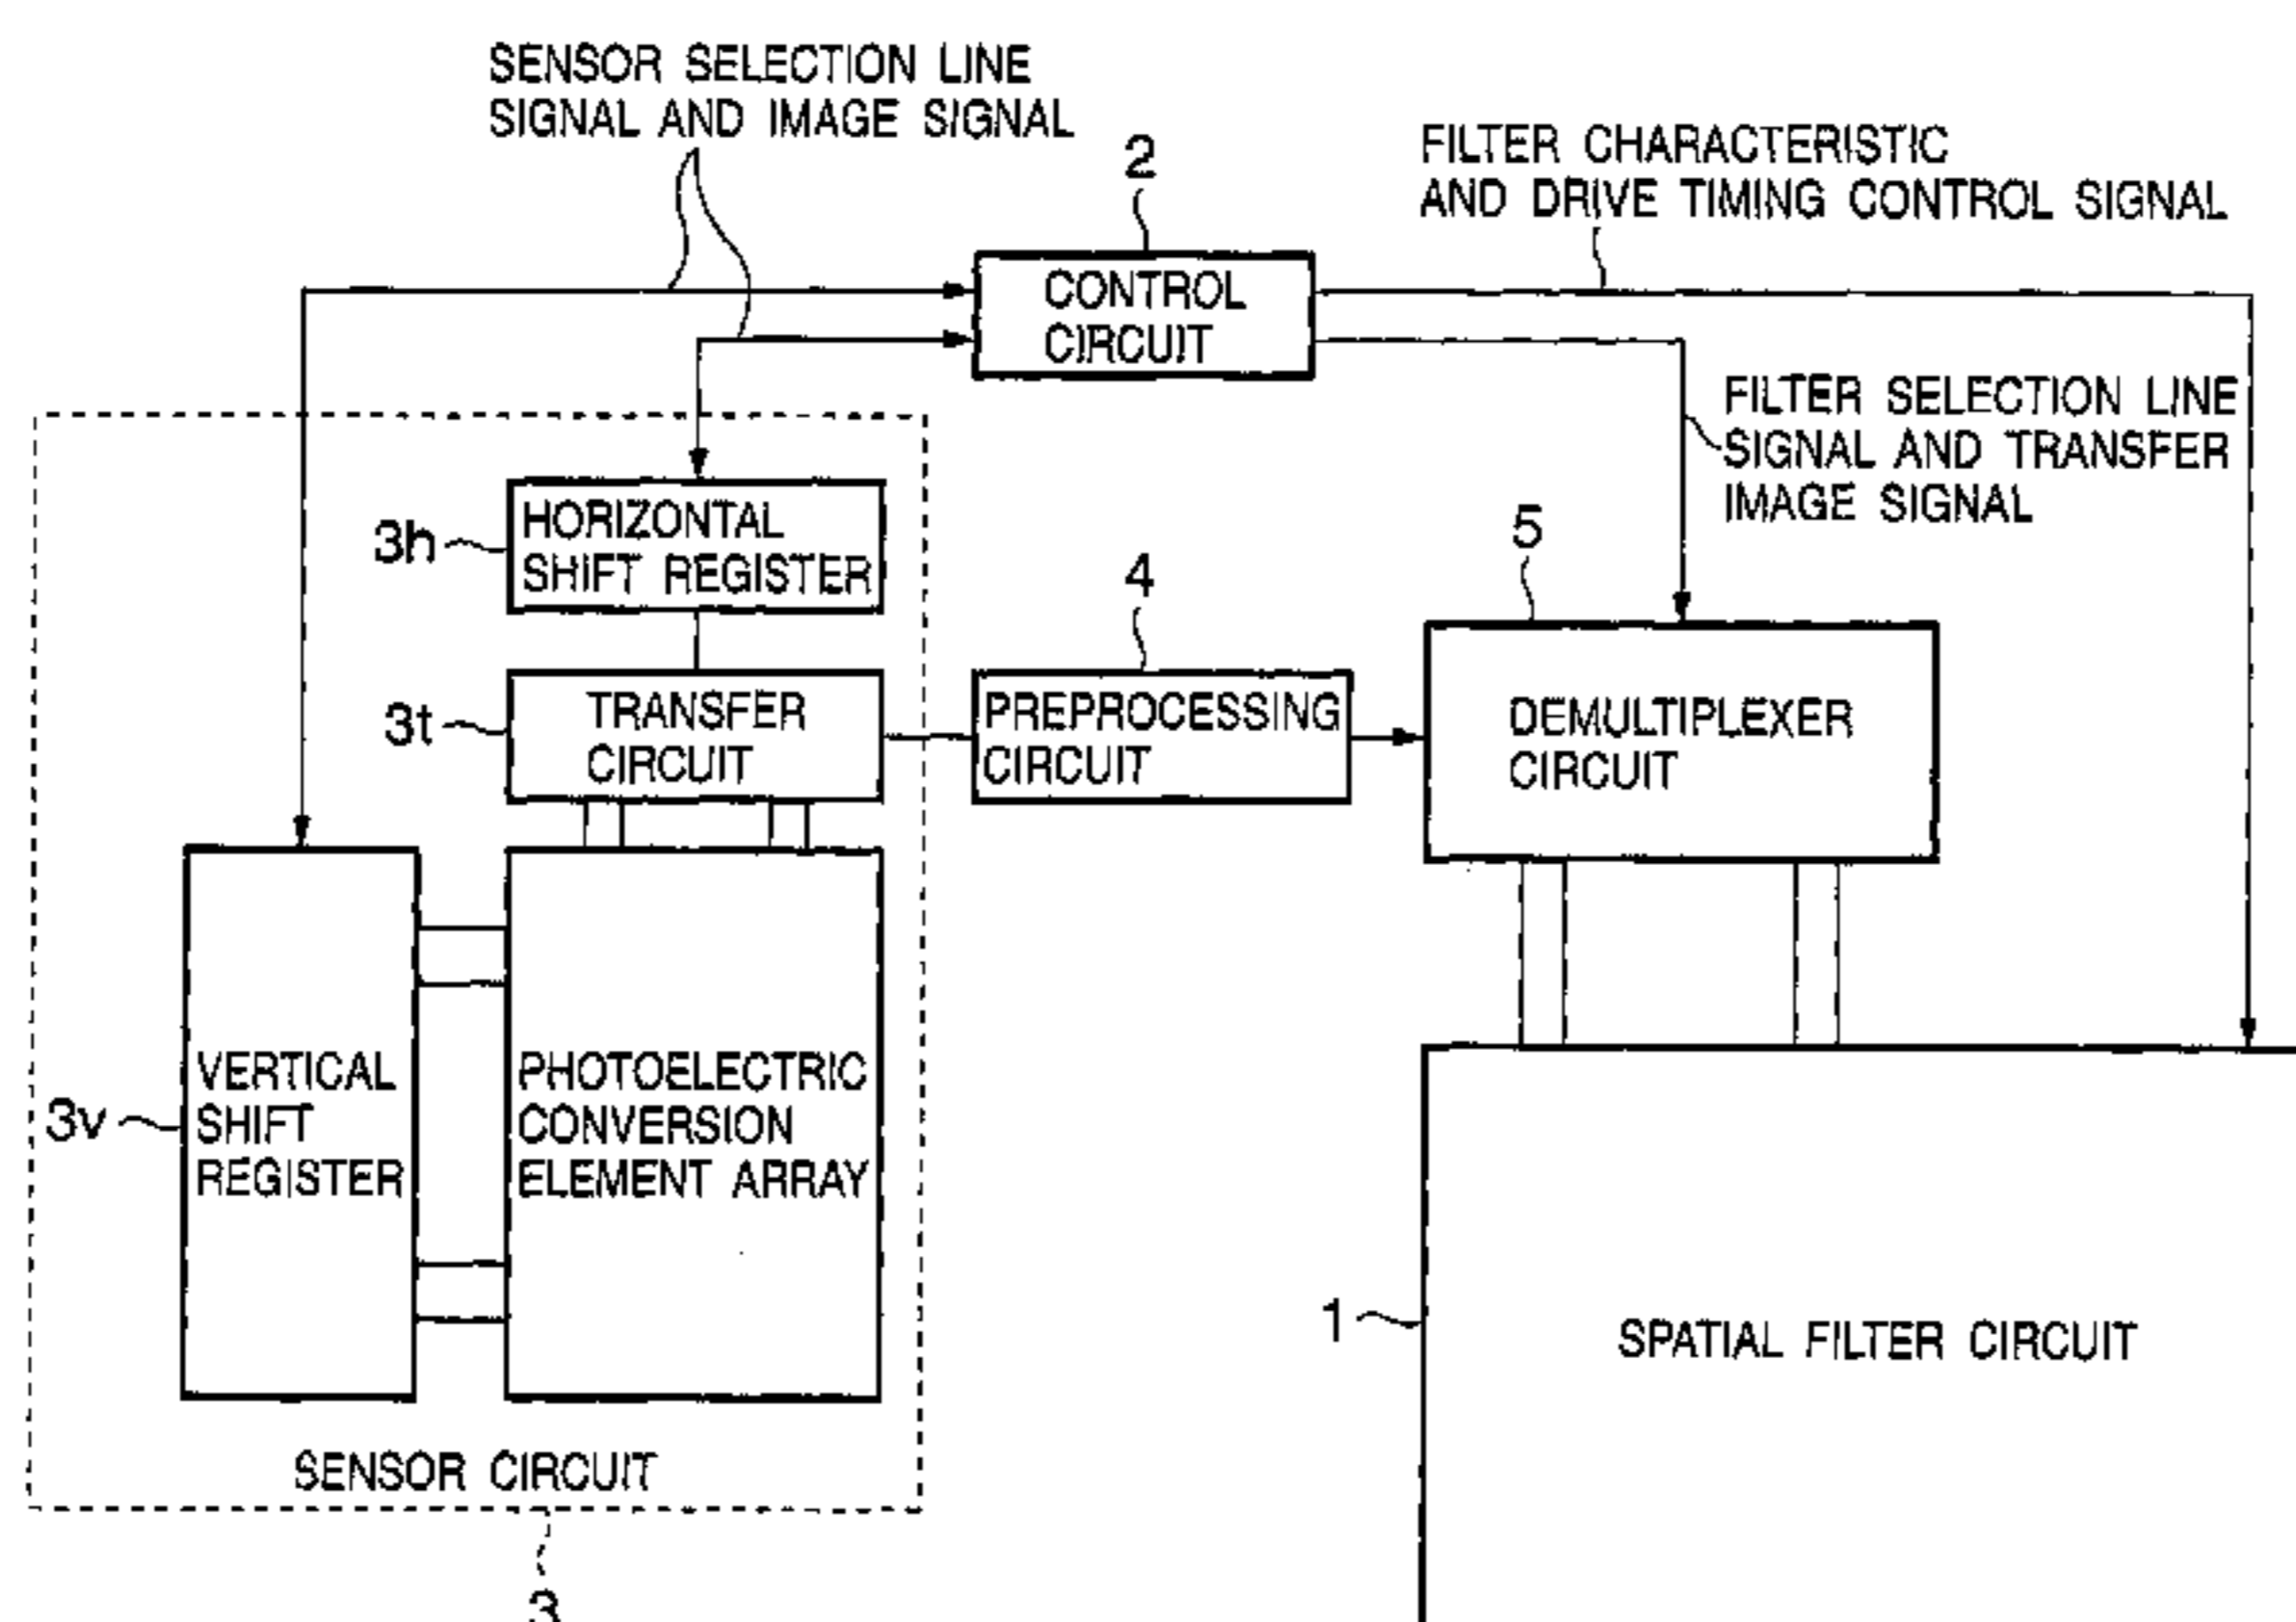 SENSOR SELECTION LINE
SIGNAL AND IMAGE SIGNAL
2
FILTER CHARACTERISTIC
AND DRIVE TIMING CONTROL SIGNAL
CONTROL
CIRCUIT
FILTER SELECTION LINE
SIGNAL AND TRANSFER
IMAGE SIGNAL
3h
HORIZONTAL
SHIFT REGISTER
4
5
3t
TRANSFER
CIRCUIT
PREPROCESSING
CIRCUIT
DEMULTIPLEXER
CIRCUIT
3v
VERTICAL
SHIFT
REGISTER
PHOTOELECTRIC
CONVERSION
ELEMENT ARRAY
1
SPATIAL FILTER CIRCUIT
SENSOR CIRCUIT
3